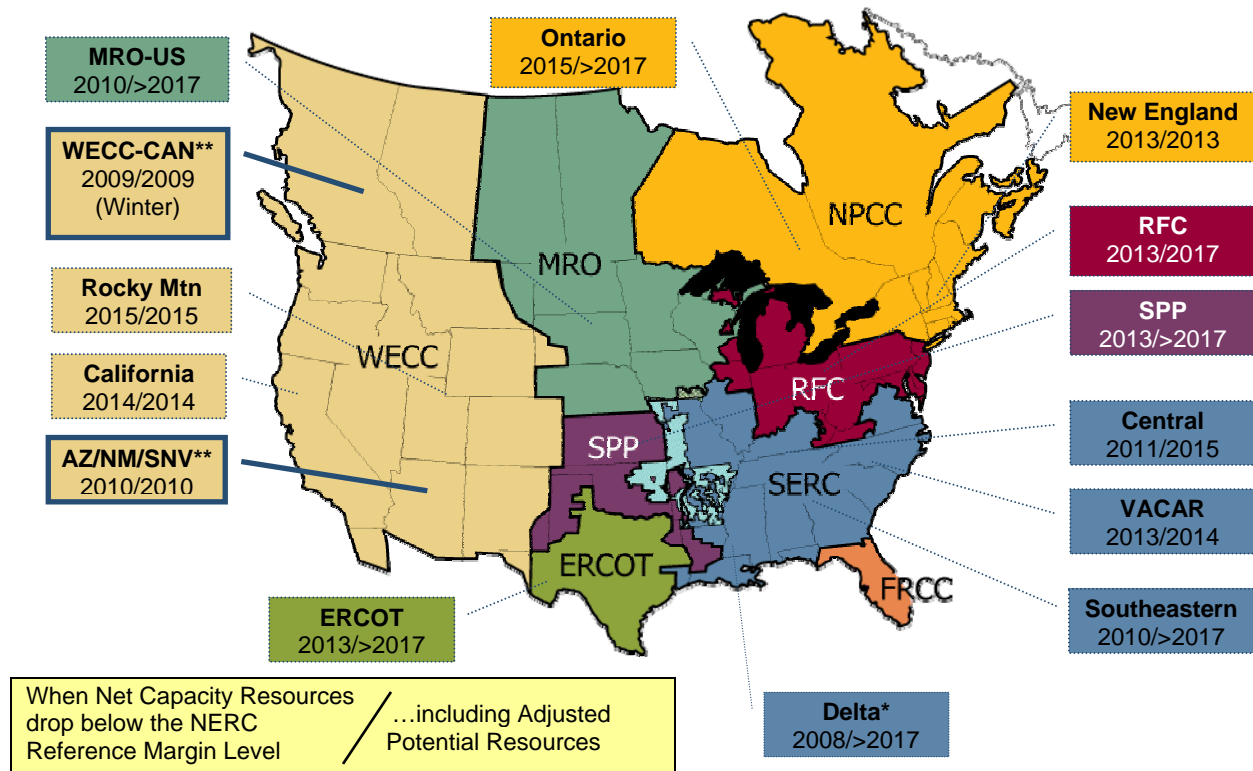 MRO-US
2010/>2017
WECC-CAN**
2009/2009
(Winter)
Rocky Mtn
2015/2015
California
2014/2014
AZ/NM/SNV**
2010/2010
ERCOT
2013/>2017
Ontario
2015/>2017
New England
2013/2013
RFC
2013/2017
SPP
2013/>2017
Central
2011/2015
VACAR
2013/2014
Southeastern
2010/>2017
Delta*
2008/>2017
NPCC
MRO
WECC
RFC
SPP
SERC
ERCOT
FRCC
When Net Capacity Resources
drop below the NERC
Reference Margin Level
…including Adjusted
Potential Resources